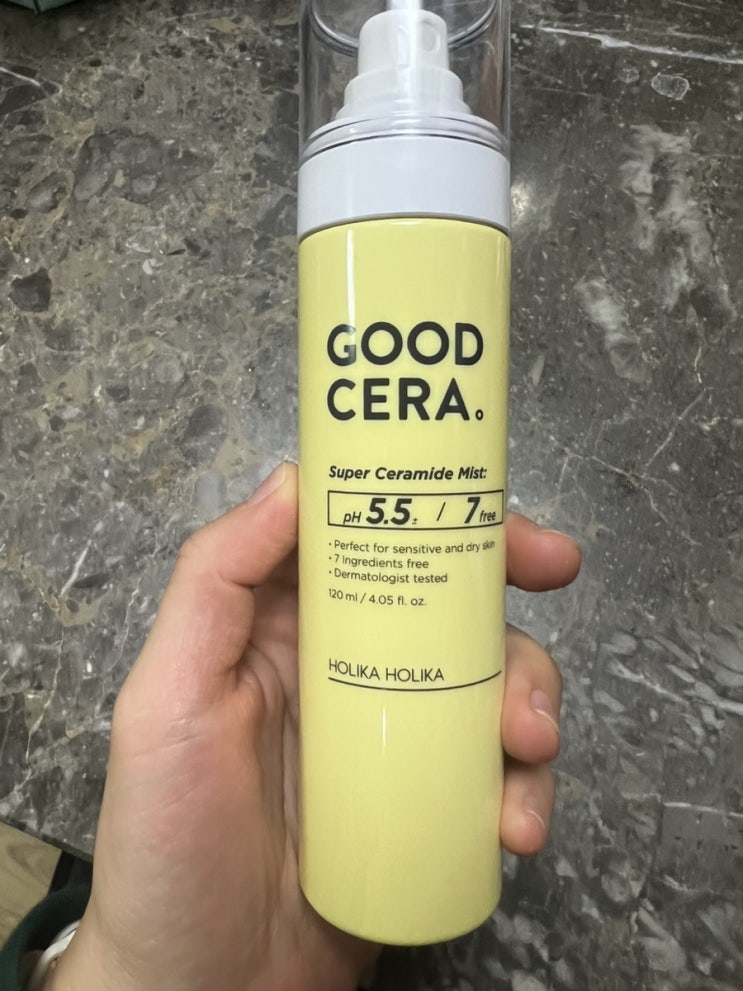 GOOD
CERA.
Super Ceramide Mist:
pH 5.5± / 7 free
· Perfect for sensitive and dry skin
· 7 Ingredients free
· Dermatologist tested
120 ml / 4.05 fl. oz.
HOLIKA HOLIKA